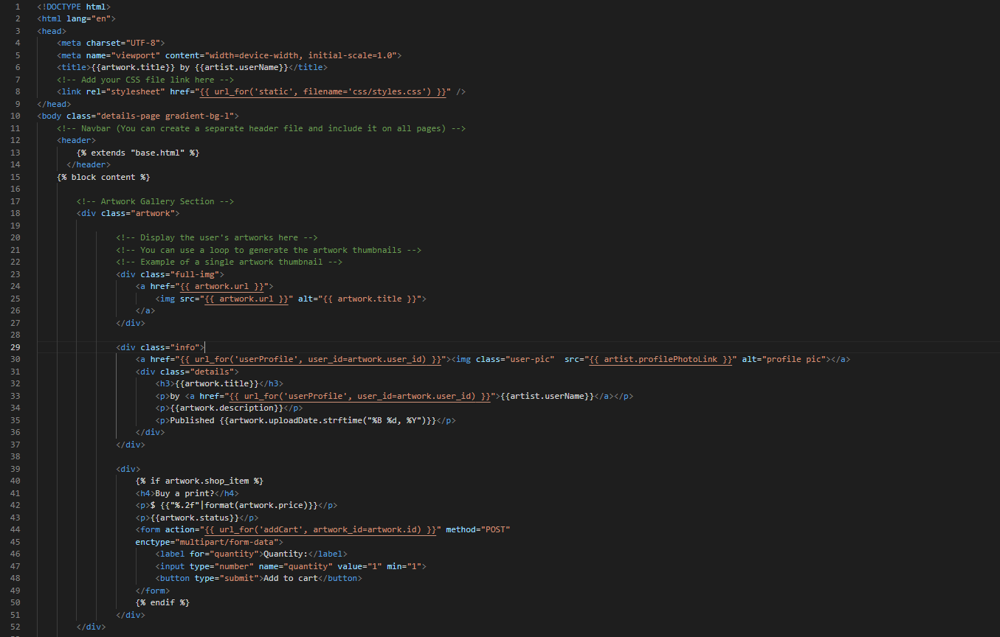 1 <!DOCTYPE html>
2 <html lang="en">
3 <head>
4     <meta charset="UTF-8">
5     <meta name="viewport" content="width=device-width, initial-scale=1.0">
6     <title>{{artwork.title}} by {{artist.userName}}</title>
7     <!-- Add your CSS file link here -->
8     <link rel="stylesheet" href="{{ url_for('static', filename='css/styles.css') }}" />
9 </head>
10 <body class="details-page gradient-bg-l">
11     <!-- Navbar (You can create a separate header file and include it on all pages) -->
12     <header>
13         {% extends "base.html" %}
14       </header>
15     {% block content %}
16
17         <!-- Artwork Gallery Section -->
18         <div class="artwork">
19
20                 <!-- Display the user's artworks here -->
21                 <!-- You can use a loop to generate the artwork thumbnails -->
22                 <!-- Example of a single artwork thumbnail -->
23                 <div class="full-img">
24                     <a href="{{ artwork.url }}">
25                         <img src="{{ artwork.url }}" alt="{{ artwork.title }}">
26                     </a>
27                 </div>
28
29                 <div class="info">
30                     <a href="{{ url_for('userProfile', user_id=artwork.user_id) }}"><img class="user-pic"  src="{{ artist.profilePhotoLink }}" alt="profile pic"></a>
31                     <div class="details">
32                         <h3>{{artwork.title}}</h3>
33                         <p>by <a href="{{ url_for('userProfile', user_id=artwork.user_id) }}">{{artist.userName}}</a></p>
34                         <p>{{artwork.description}}</p>
35                         <p>Published {{artwork.uploadDate.strftime("%B %d, %Y")}}</p>
36                     </div>
37                 </div>
38
39                 <div>
40                     {% if artwork.shop_item %}
41                     <h4>Buy a print?</h4>
42                     <p>$ {{"%.2f"|format(artwork.price)}}</p>
43                     <p>{{artwork.status}}</p>
44                     <form action="{{ url_for('addCart', artwork_id=artwork.id) }}" method="POST"
45                     enctype="multipart/form-data">
46                         <label for="quantity">Quantity:</label>
47                         <input type="number" name="quantity" value="1" min="1">
48                         <button type="submit">Add to cart</button>
49                     </form>
50                     {% endif %}
51                 </div>
52         </div>